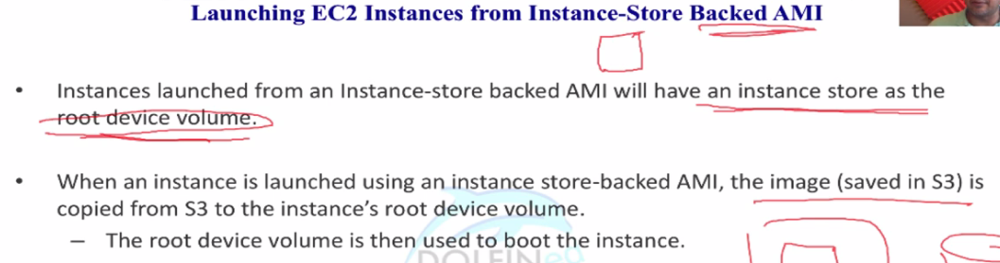 Launching EC2 Instances from Instance-Store Backed AMI
• Instances launched from an Instance-store backed AMI will have an instance store as the
root device volume.
• When an instance is launched using an instance store-backed AMI, the image (saved in S3) is
copied from S3 to the instance's root device volume.
– The root device volume is then used to boot the instance.
DOLFINed